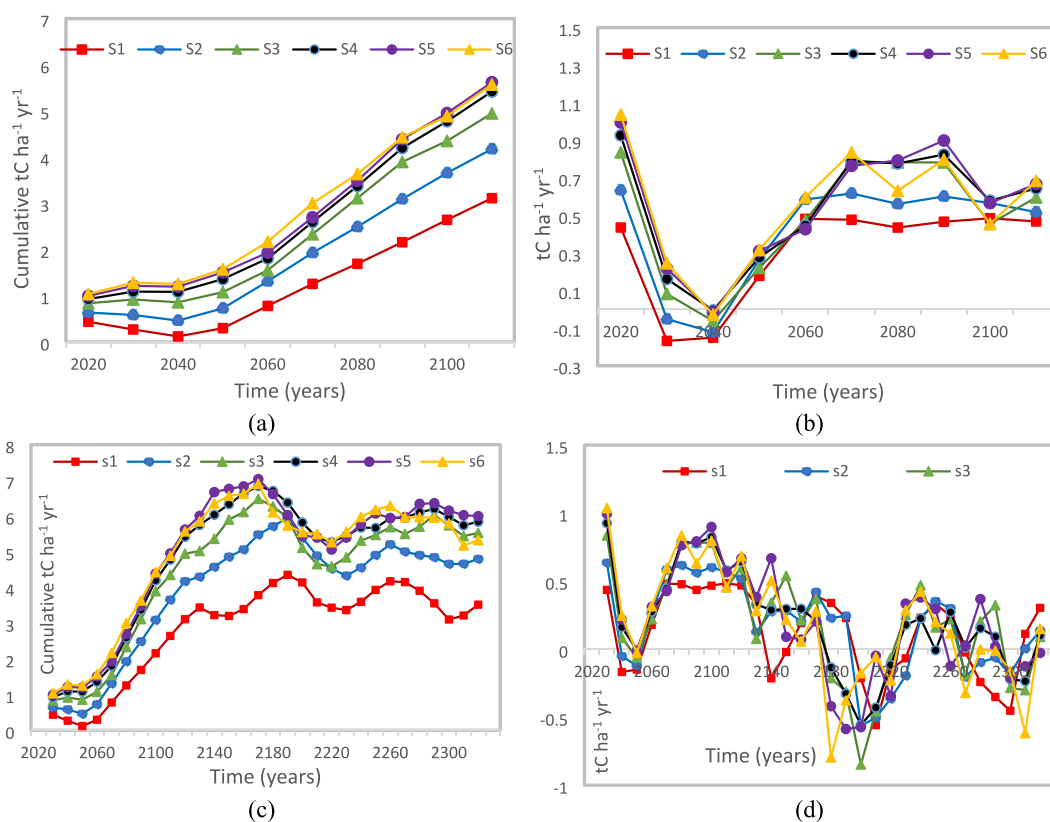 7
6
5
4
3
2
1
0
S1 S2 S3 S4 S5 S6
Cumulative tC ha-1 yr-1
2020 2040 2060 2080 2100
Time (years)
(a)
1.5
1.3
1.1
0.9
0.7
0.5
0.3
0.1
-0.1
-0.3
S1 S2 S3 S4 S5 S6
tC ha-1 yr-1
2020 2040 2060 2080 2100
Time (years)
(b)
8
7
6
5
4
3
2
1
0
s1 s2 s3 s4 s5 s6
Cumulative tC ha-1 yr-1
2020 2060 2100 2140 2180 2220 2260 2300
Time (years)
(c)
1.5
1
0.5
0
-0.5
-1
s1 s2 s3
tC ha-1 yr-1
2020 2060 2100 2140 2180 2220 2260 2300
Time (years)
(d)